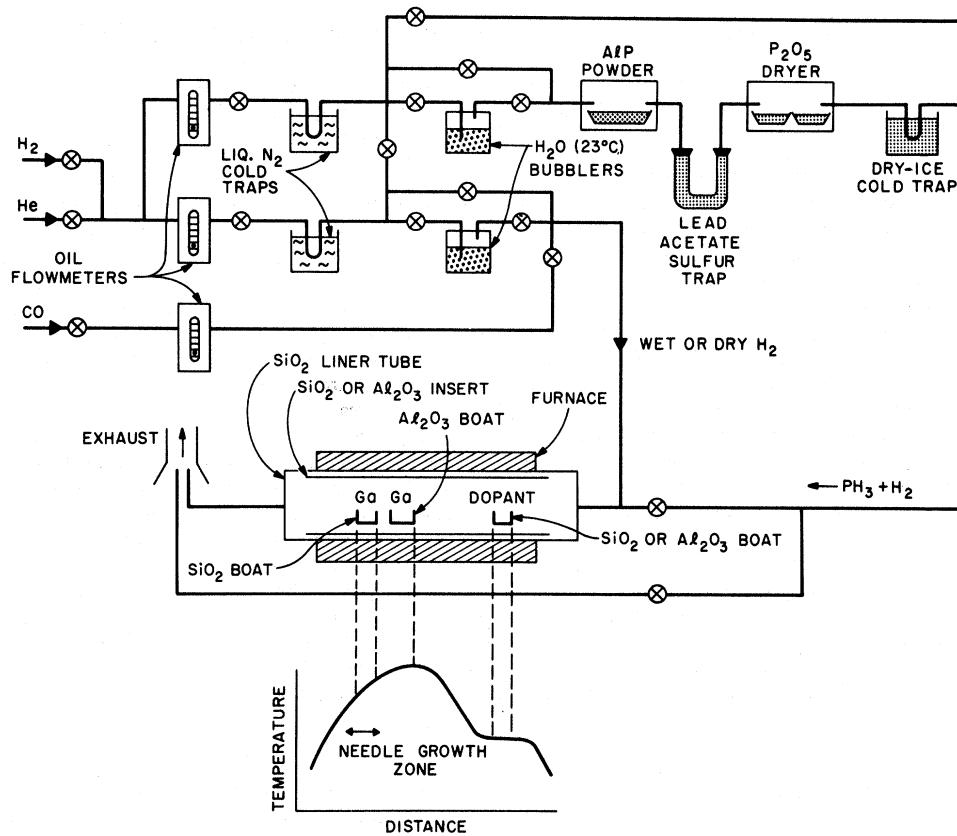 AℓP
POWDER
P₂O₅
DRYER
H₂
He
LIQ. N₂
COLD
TRAPS
H₂O (23°C)
BUBBLERS
DRY-ICE
COLD TRAP
LEAD
ACETATE
SULFUR
TRAP
OIL
FLOWMETERS
CO
WET OR DRY H₂
SiO₂ LINER TUBE
SiO₂ OR Aℓ₂O₃ INSERT
FURNACE
Aℓ₂O₃ BOAT
EXHAUST
PH₃ + H₂
Ga
Ga
DOPANT
SiO₂ OR Aℓ₂O₃ BOAT
SiO₂ BOAT
TEMPERATURE
NEEDLE GROWTH
ZONE
DISTANCE